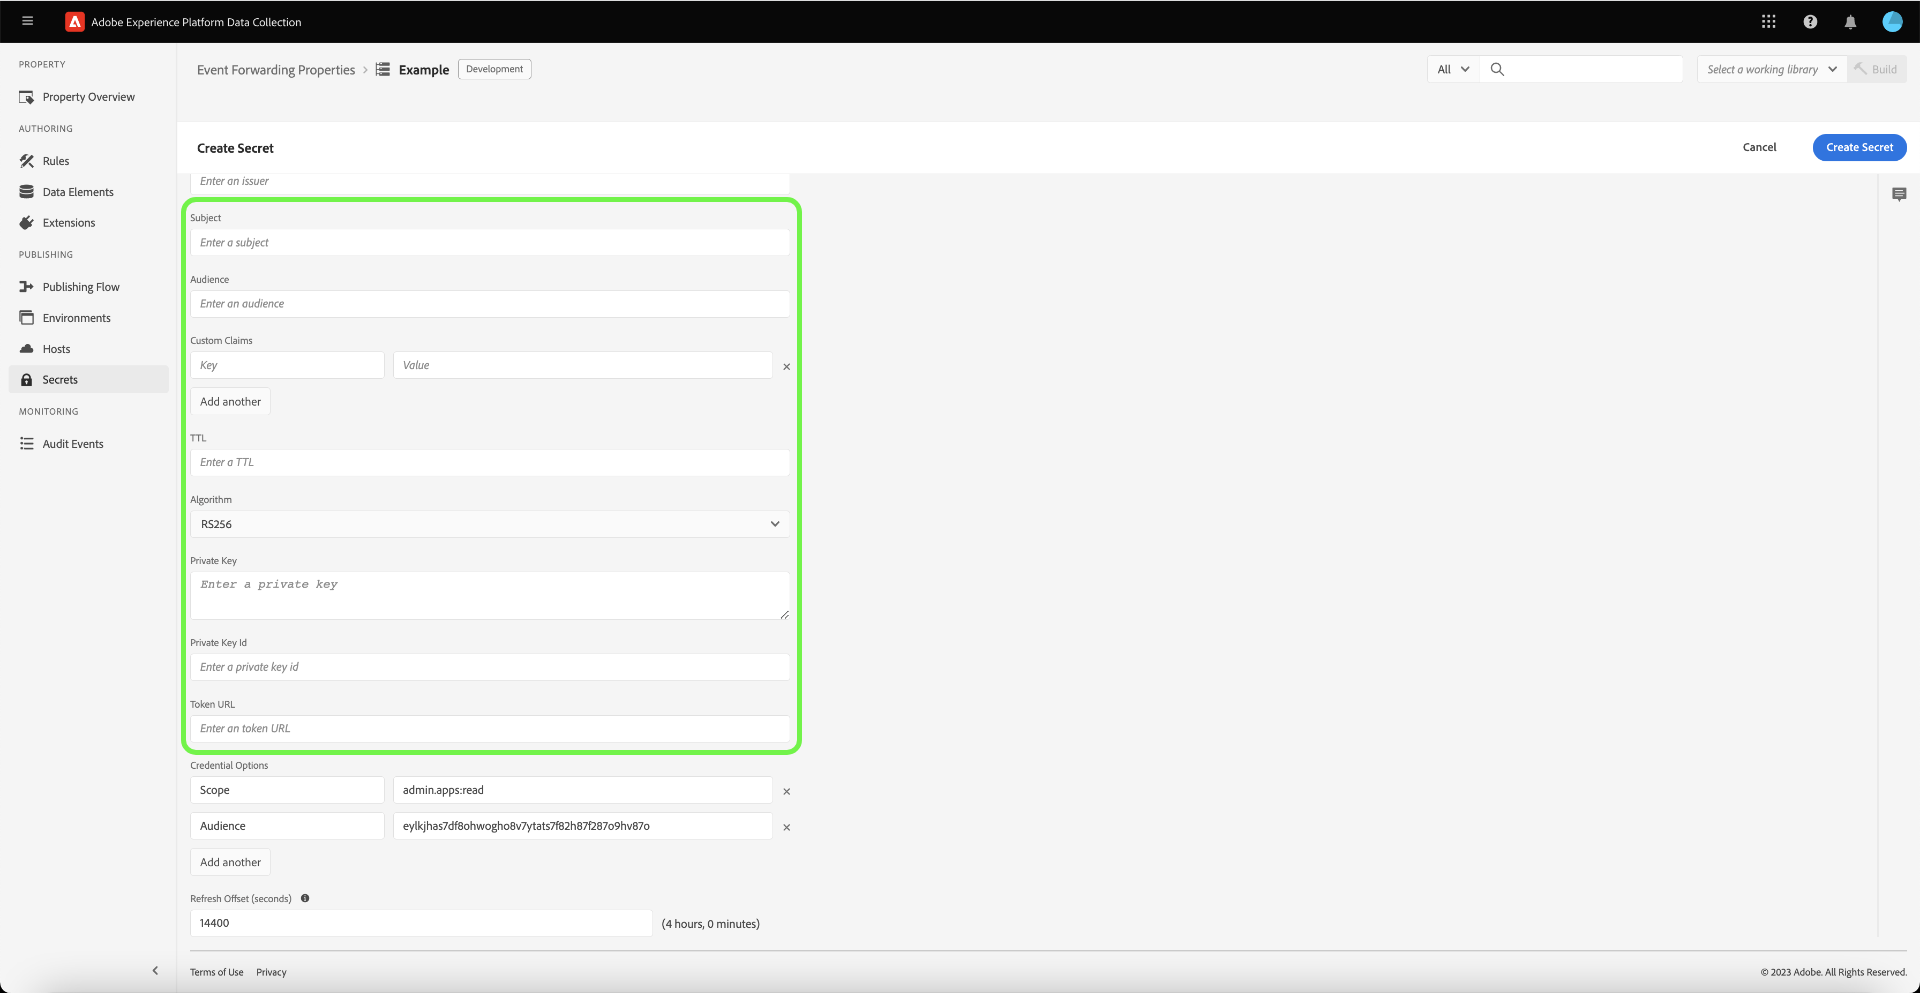 Adobe Experience Platform Data Collection
PROPERTY
Property Overview
AUTHORING
Rules
Data Elements
Extensions
PUBLISHING
Publishing Flow
Environments
Hosts
Secrets
MONITORING
Audit Events
Event Forwarding Properties > Example Development
All
Select a working library
Build
Create Secret
Cancel
Create Secret
Enter an issuer
Subject
Enter a subject
Audience
Enter an audience
Custom Claims
Key Value
Add another
TTL
Enter a TTL
Algorithm
RS256
Private Key
Enter a private key
Private Key Id
Enter a private key id
Token URL
Enter an token URL
Credential Options
Scope admin.apps:read
Audience eylkjhas7df8ohwogho8v7ytats7f82h87f287o9hv87o
Add another
Refresh Offset (seconds)
14400 (4 hours, 0 minutes)
Terms of Use Privacy
© 2023 Adobe. All Rights Reserved.